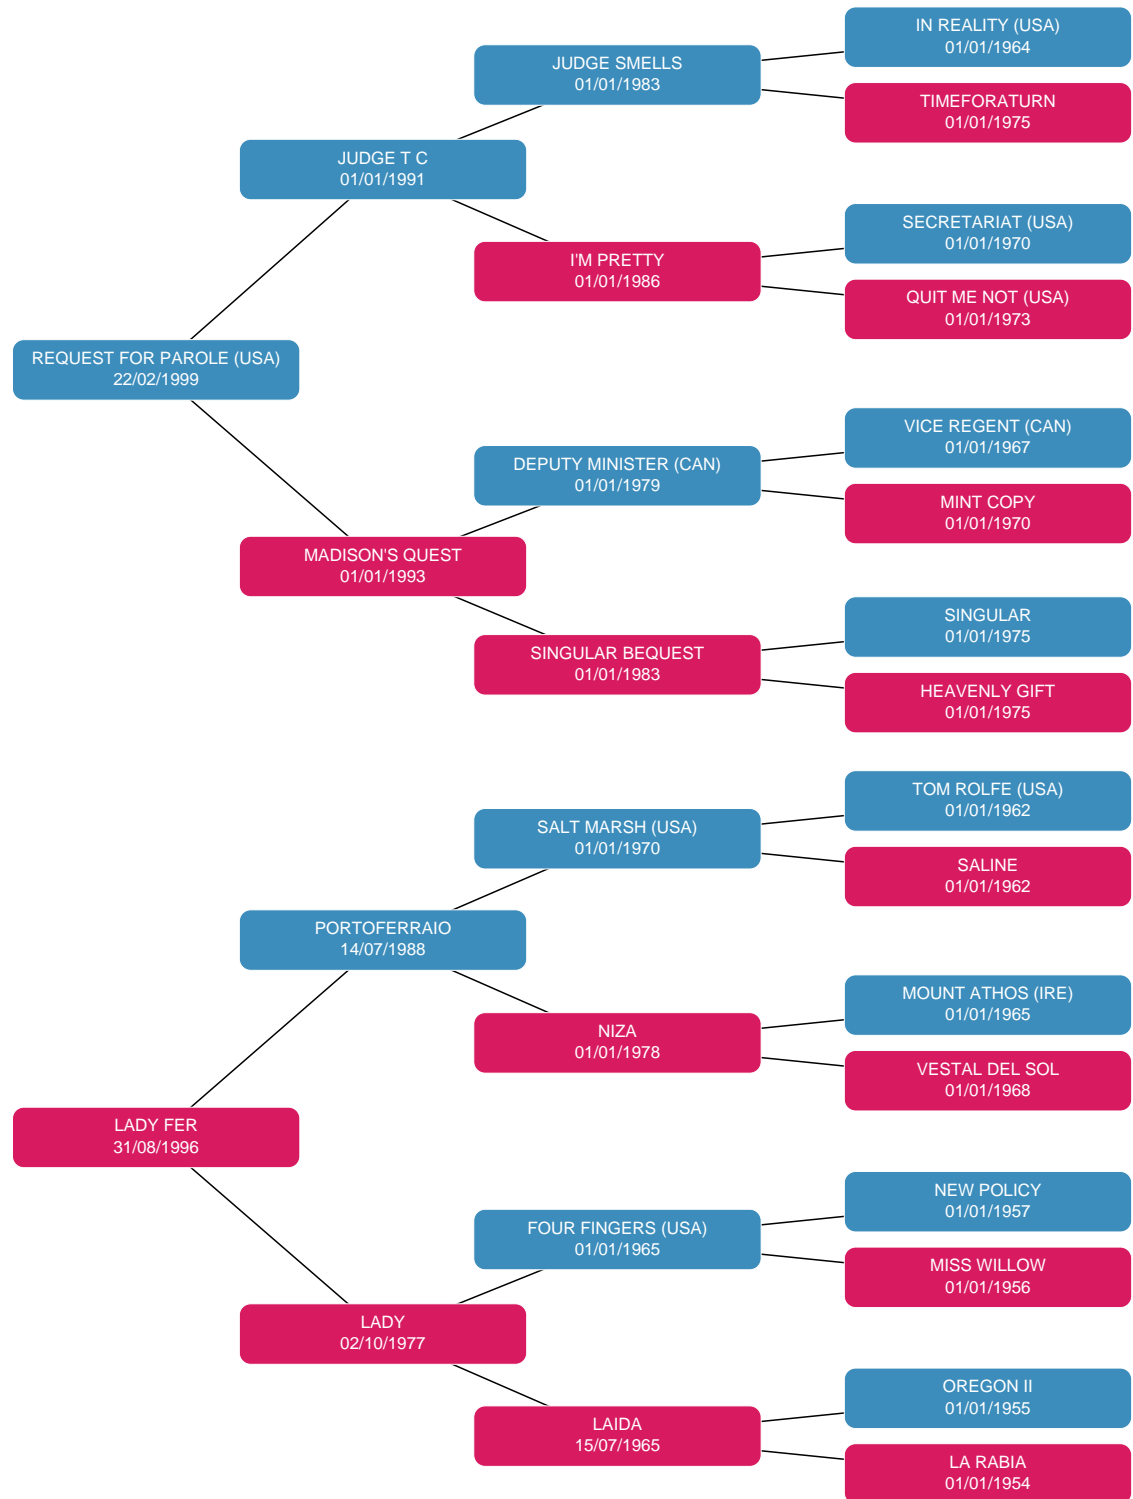 IN REALITY (USA)
01/01/1964
JUDGE SMELLS
01/01/1983
TIMEFORATURN
01/01/1975
JUDGE T C
01/01/1991
SECRETARIAT (USA)
01/01/1970
I'M PRETTY
01/01/1986
QUIT ME NOT (USA)
01/01/1973
REQUEST FOR PAROLE (USA)
22/02/1999
VICE REGENT (CAN)
01/01/1967
DEPUTY MINISTER (CAN)
01/01/1979
MINT COPY
01/01/1970
MADISON'S QUEST
01/01/1993
SINGULAR
01/01/1975
SINGULAR BEQUEST
01/01/1983
HEAVENLY GIFT
01/01/1975
TOM ROLFE (USA)
01/01/1962
SALT MARSH (USA)
01/01/1970
SALINE
01/01/1962
PORTOFERRAIO
14/07/1988
MOUNT ATHOS (IRE)
01/01/1965
NIZA
01/01/1978
VESTAL DEL SOL
01/01/1968
LADY FER
31/08/1996
NEW POLICY
01/01/1957
FOUR FINGERS (USA)
01/01/1965
MISS WILLOW
01/01/1956
LADY
02/10/1977
OREGON II
01/01/1955
LAIDA
15/07/1965
LA RABIA
01/01/1954